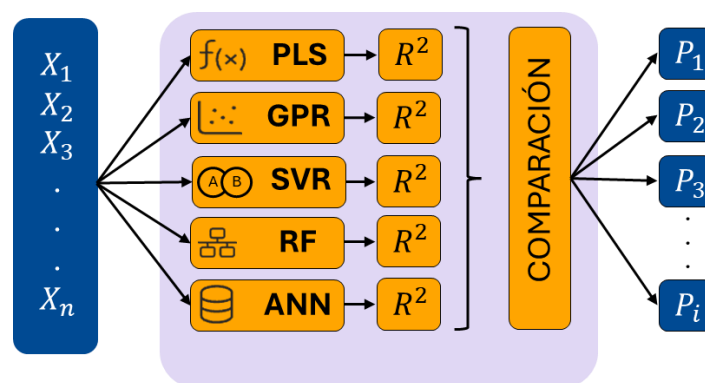 X₁
X₂
X₃
.
.
.
Xₙ
f(x) PLS R²
GPR R²
A B SVR R²
RF R²
ANN R²
COMPARACIÓN
P₁
P₂
P₃
.
.
.
Pᵢ